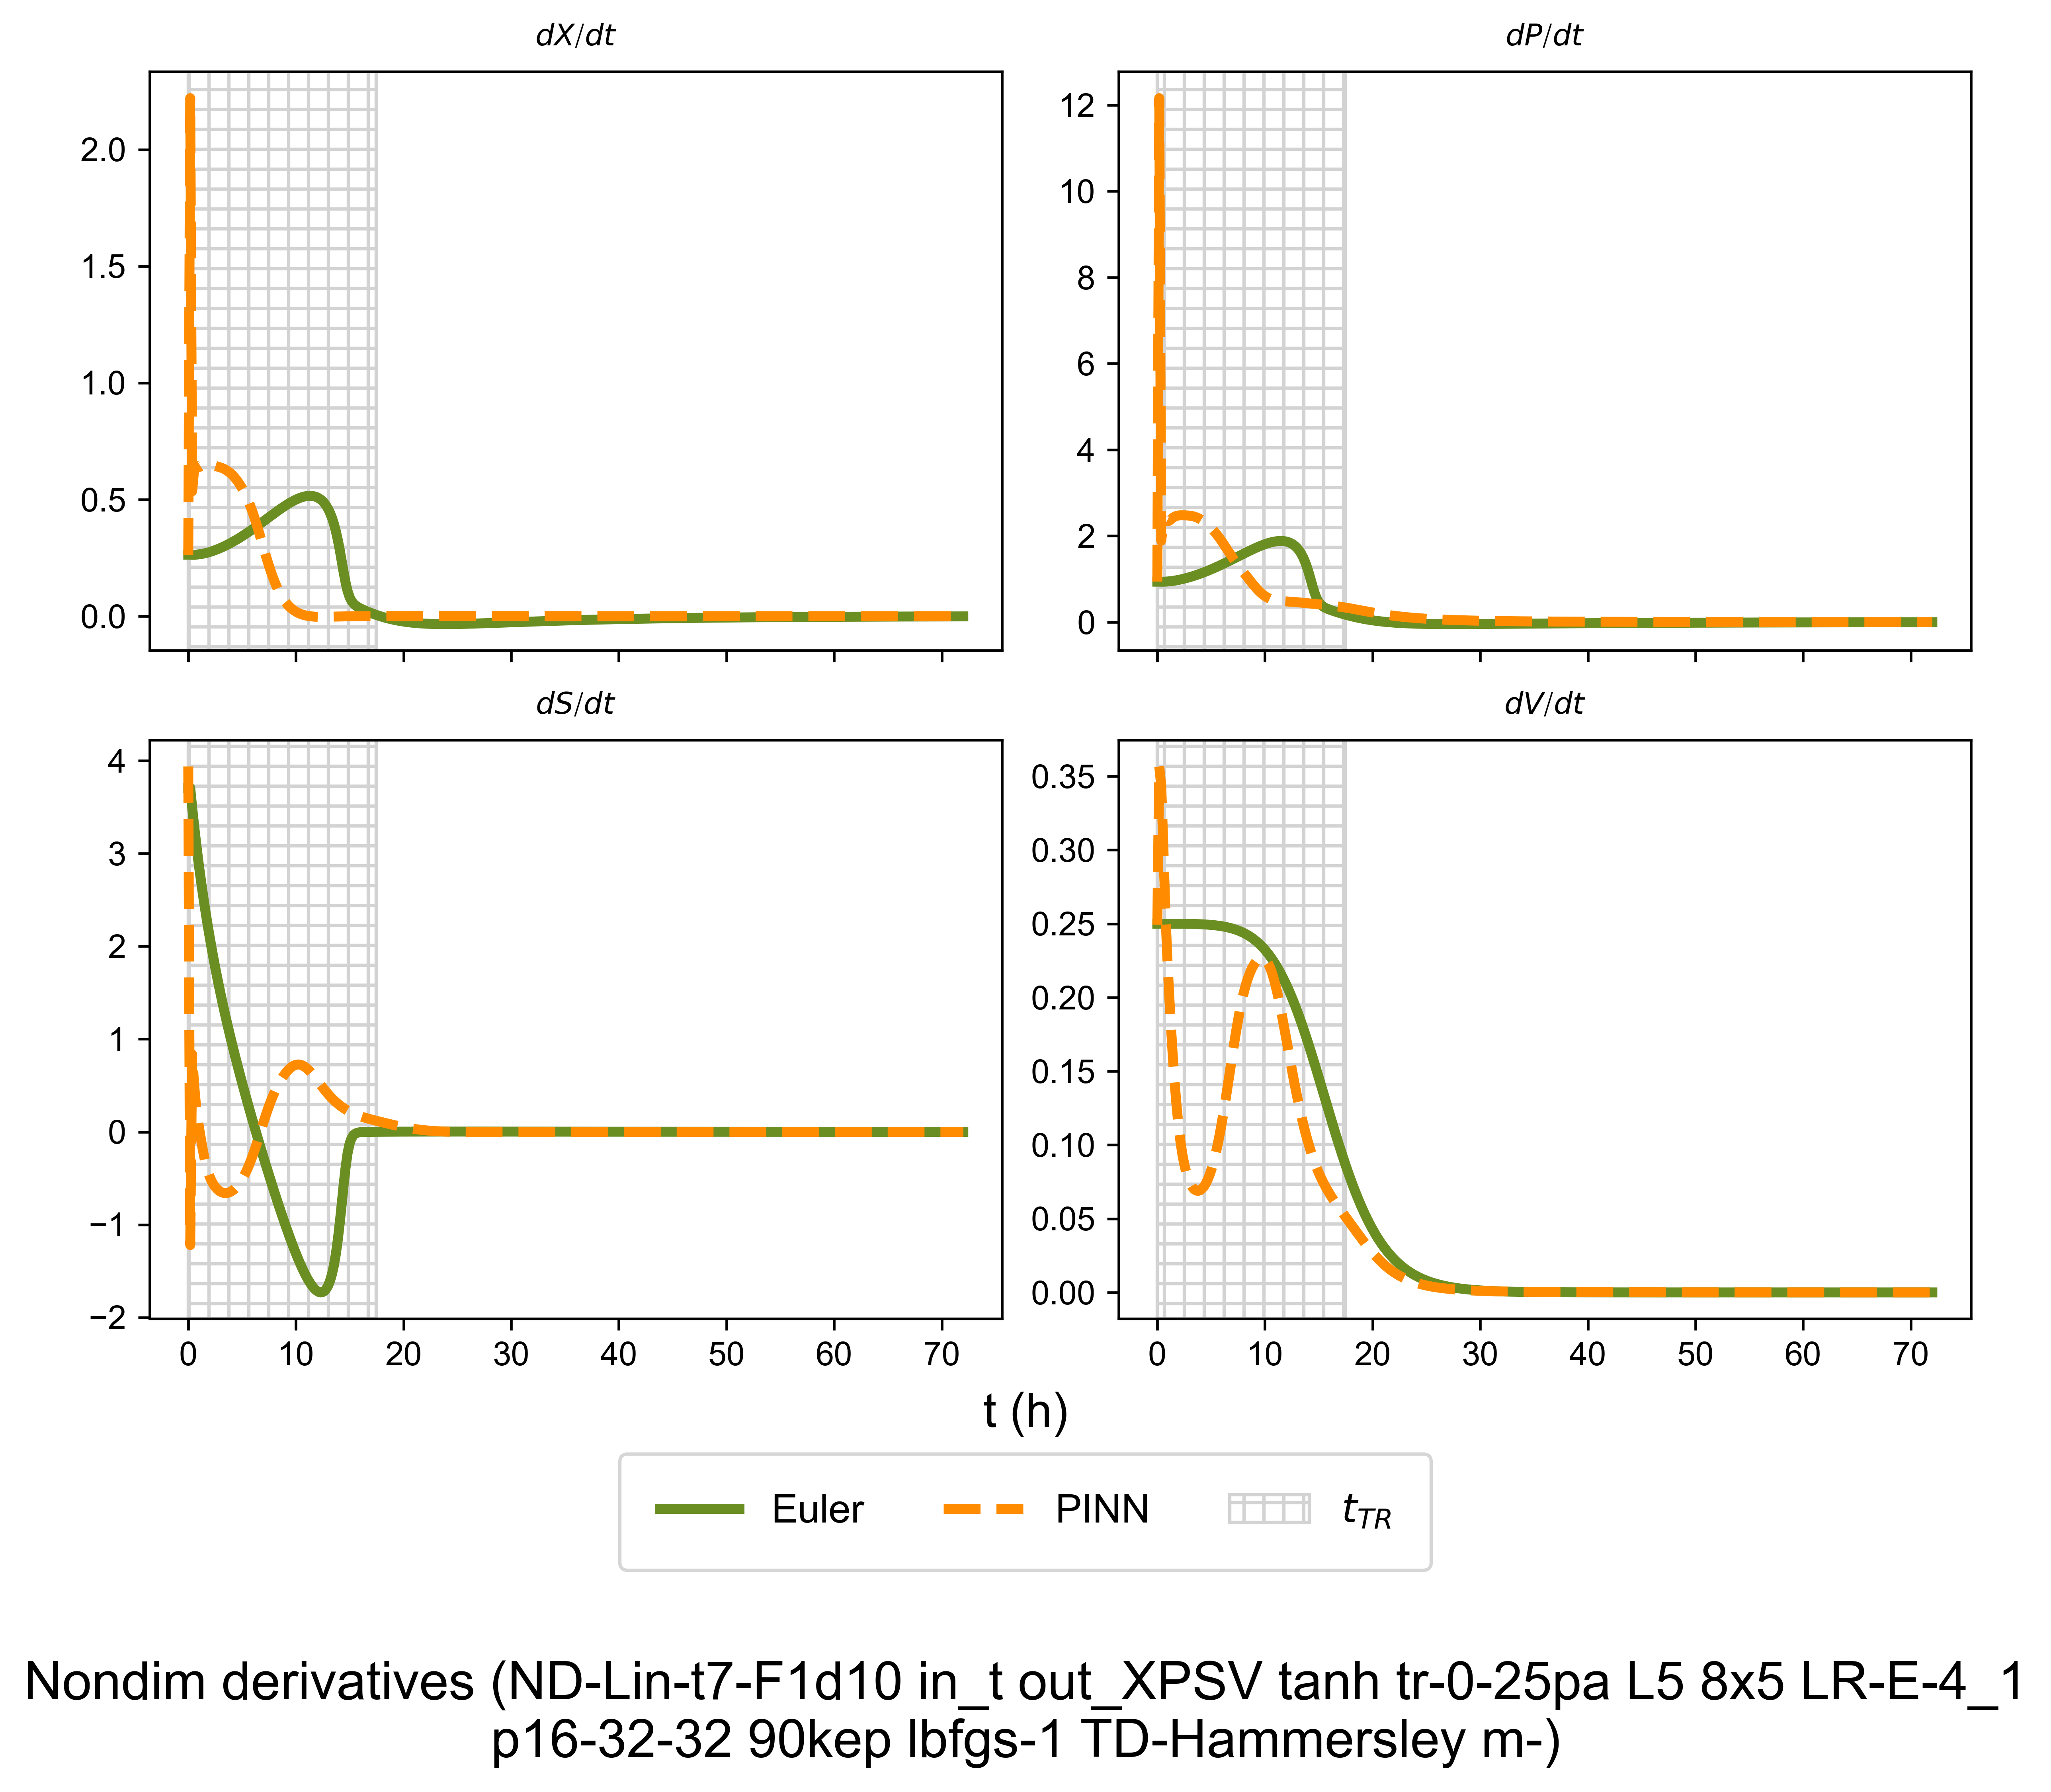 dX/dt
dP/dt
2.0
1.5
1.0
0.5
0.0
12
10
8
6
4
2
0
dS/dt
dV/dt
4
3
2
1
0
−1
−2
0.35
0.30
0.25
0.20
0.15
0.10
0.05
0.00
0 10 20 30 40 50 60 70
0 10 20 30 40 50 60 70
t (h)
Euler PINN t_TR
Nondim derivatives (ND-Lin-t7-F1d10 in_t out_XPSV tanh tr-0-25pa L5 8x5 LR-E-4_1
p16-32-32 90kep lbfgs-1 TD-Hammersley m-)